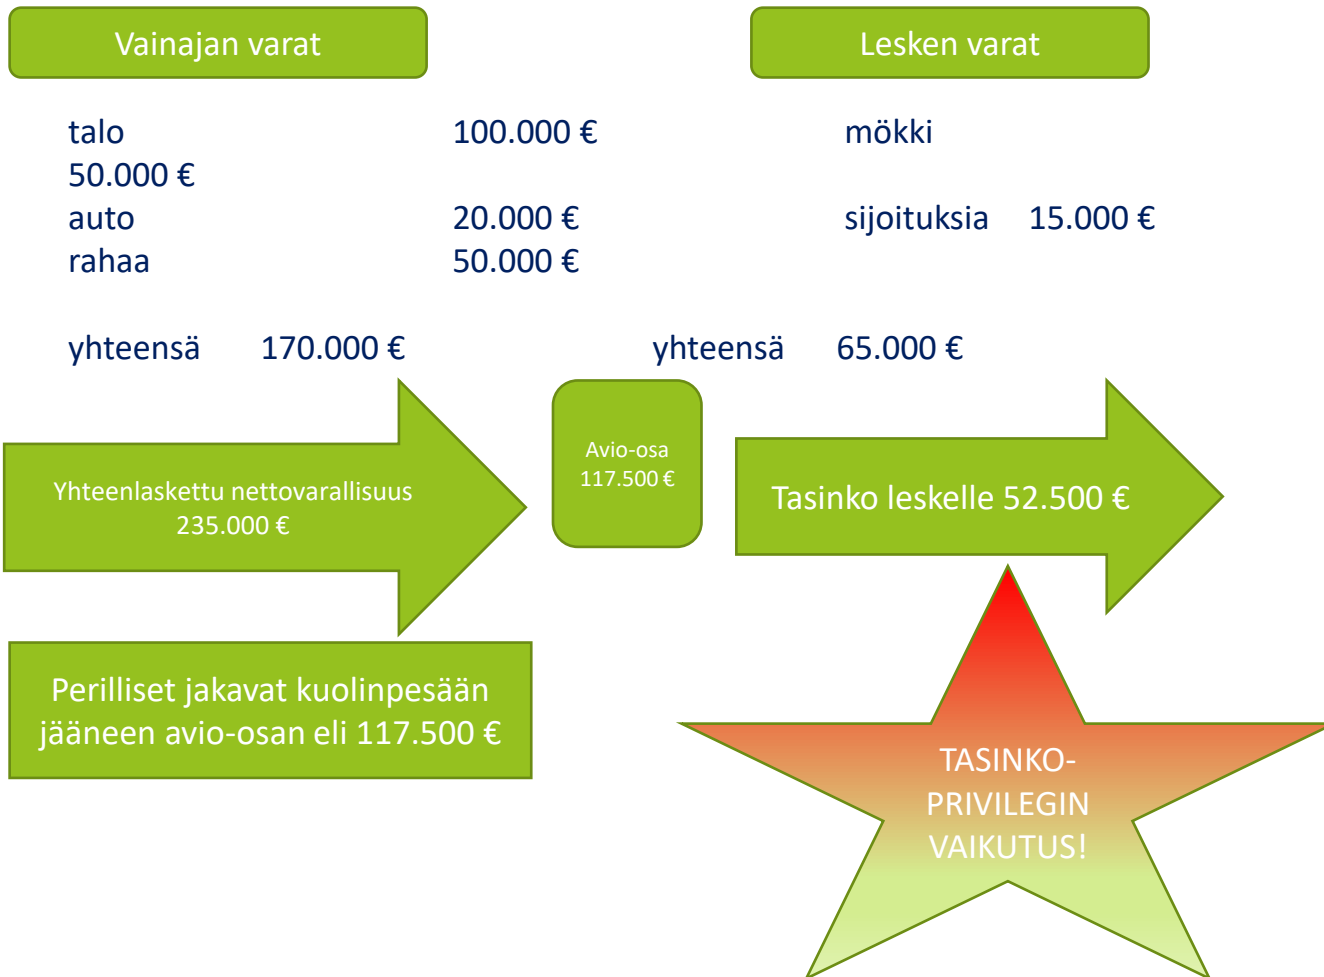 Vainajan varat
Lesken varat
talo 100.000 € mökki
50.000 €
auto 20.000 € sijoituksia 15.000 €
rahaa 50.000 €
yhteensä 170.000 € yhteensä 65.000 €
Yhteenlaskettu nettovarallisuus
235.000 €
Avio-osa
117.500 €
Tasinko leskelle 52.500 €
Perilliset jakavat kuolinpesään
jääneen avio-osan eli 117.500 €
TASINKO-
PRIVILEGIN
VAIKUTUS!